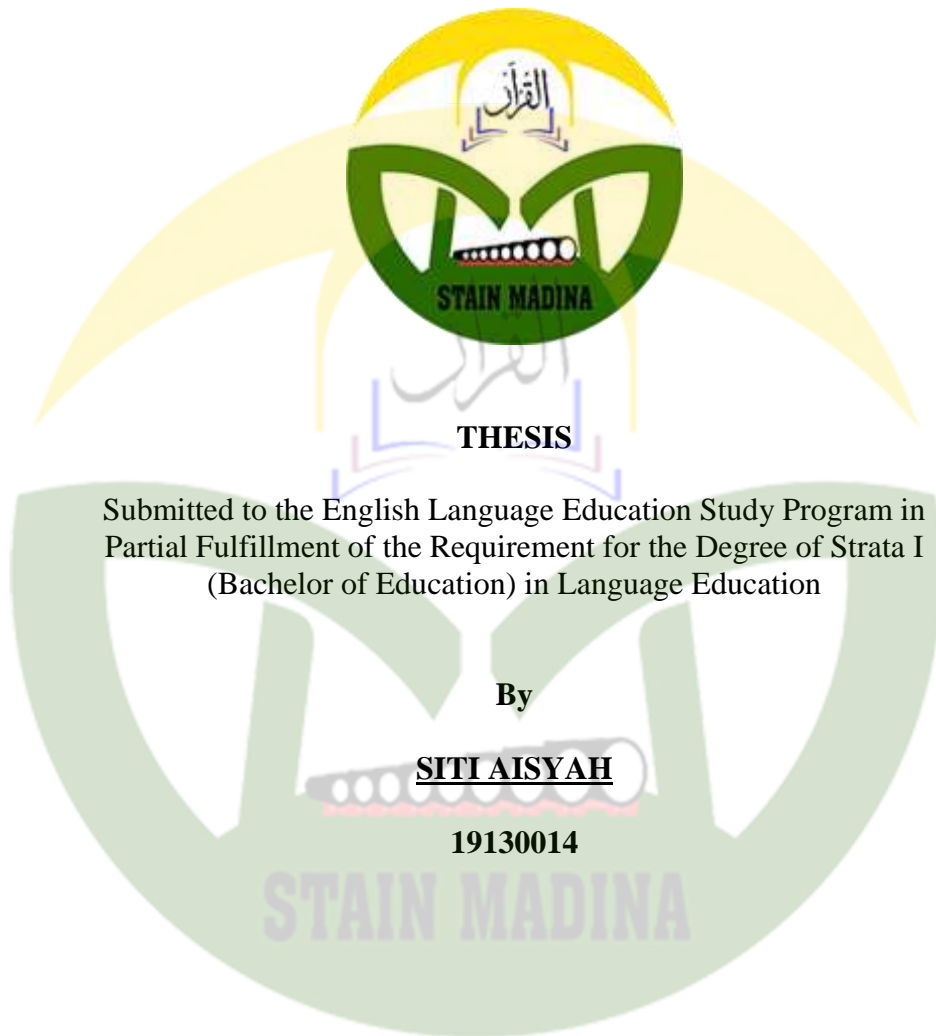 القرآن
STAIN MADINA
القرآن
THESIS
Submitted to the English Language Education Study Program in
Partial Fulfillment of the Requirement for the Degree of Strata I
(Bachelor of Education) in Language Education
By
SITI AISYAH
19130014
STAIN MADINA